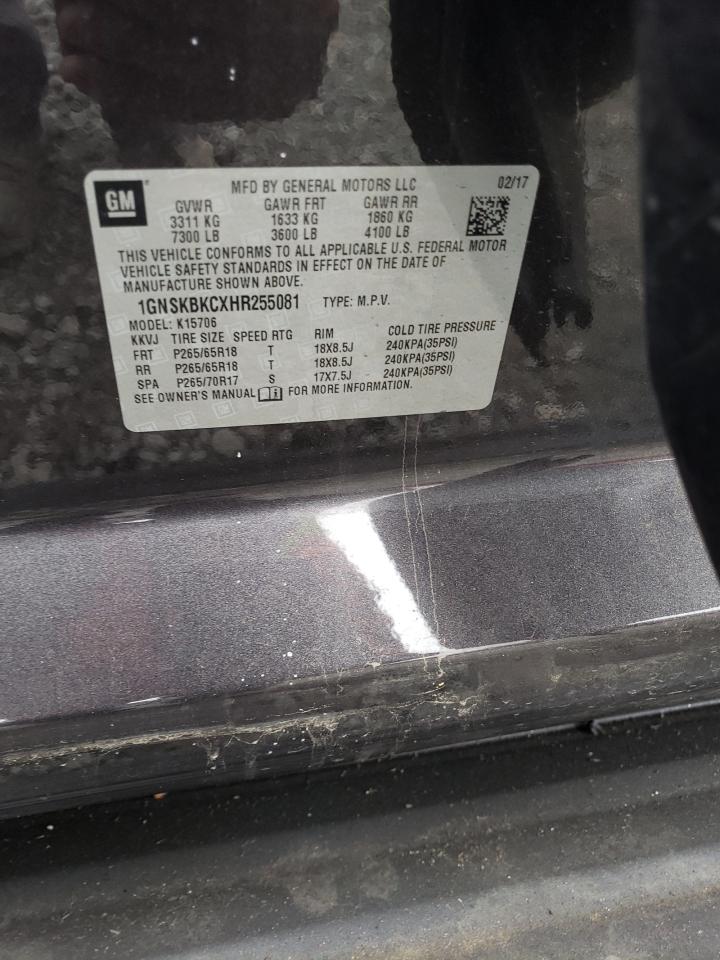 GM
MFD BY GENERAL MOTORS LLC 02/17
GVWR GAWR FRT GAWR RR
3311 KG 1633 KG 1860 KG
7300 LB 3600 LB 4100 LB
THIS VEHICLE CONFORMS TO ALL APPLICABLE U.S. FEDERAL MOTOR
VEHICLE SAFETY STANDARDS IN EFFECT ON THE DATE OF
MANUFACTURE SHOWN ABOVE.
1GNSKBKCXHR255081 TYPE: M.P.V.
MODEL: K15706
KKVJ TIRE SIZE SPEED RTG RIM COLD TIRE PRESSURE
FRT P265/65R18 T 18X8.5J 240KPA(35PSI)
RR P265/65R18 T 18X8.5J 240KPA(35PSI)
SPA P265/70R17 S 17X7.5J 240KPA(35PSI)
SEE OWNER'S MANUAL FOR MORE INFORMATION.